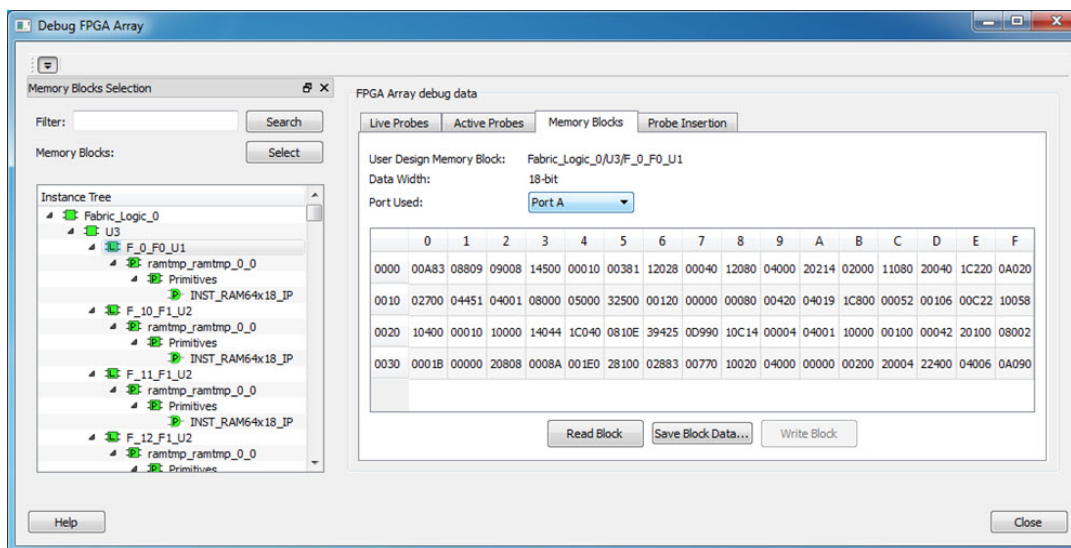 Debug FPGA Array
Memory Blocks Selection
Filter:
Search
Memory Blocks:
Select
Instance Tree
Fabric_Logic_0
U3
F_0_F0_U1
ramtmp_ramtmp_0_0
Primitives
INST_RAM64x18_IP
F_10_F1_U2
ramtmp_ramtmp_0_0
Primitives
INST_RAM64x18_IP
F_11_F1_U2
ramtmp_ramtmp_0_0
Primitives
INST_RAM64x18_IP
F_12_F1_U2
ramtmp_ramtmp_0_0
Primitives
FPGA Array debug data
Live Probes Active Probes Memory Blocks Probe Insertion
User Design Memory Block: Fabric_Logic_0/U3/F_0_F0_U1
Data Width: 18-bit
Port Used: Port A
0 1 2 3 4 5 6 7 8 9 A B C D E F
0000 00A83 08809 09008 14500 00010 00381 12028 00040 12080 04000 20214 02000 11080 20040 1C220 0A020
0010 02700 04451 04001 08000 05000 32500 00120 00000 00080 00420 04019 1C800 00052 00106 00C22 10058
0020 10400 00010 10000 14044 1C040 0810E 39425 0D990 10C14 00004 04001 10000 00100 00042 20100 08002
0030 0001B 00000 20808 0008A 001E0 28100 02883 00770 10020 04000 00000 00200 20004 22400 04006 0A090
Read Block Save Block Data... Write Block
Help Close